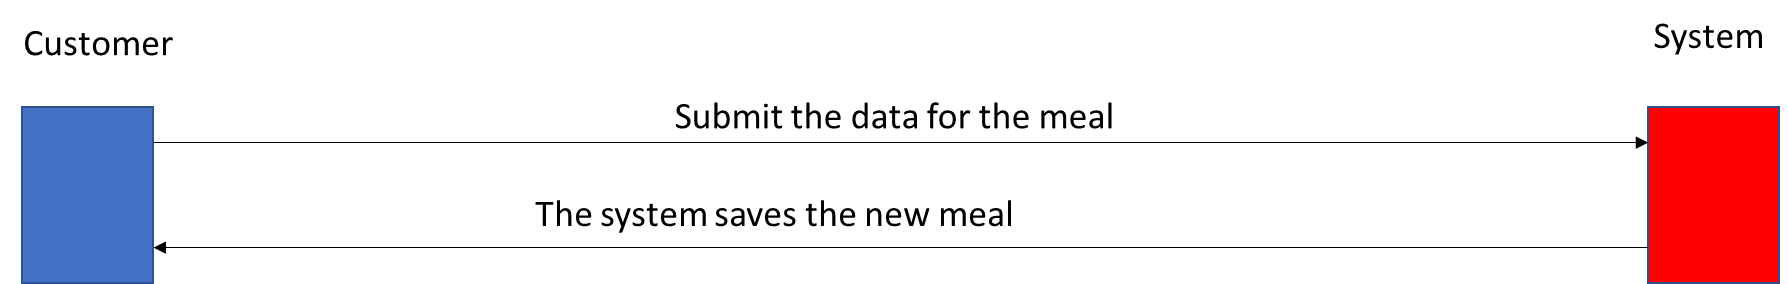 Customer
System
Submit the data for the meal
The system saves the new meal